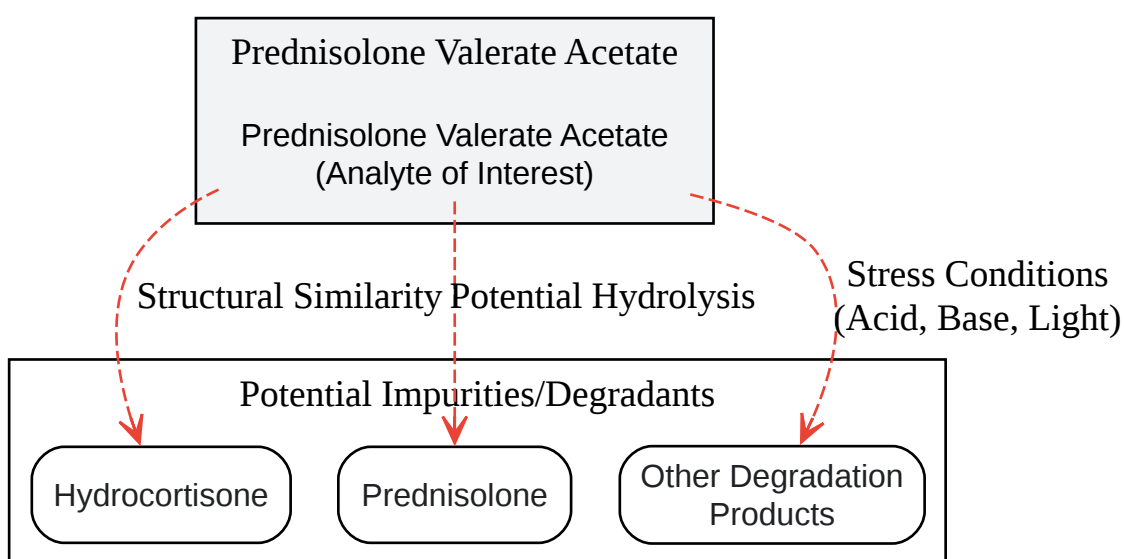 Prednisolone Valerate Acetate
Prednisolone Valerate Acetate
(Analyte of Interest)
Structural Similarity
Potential Hydrolysis
Stress Conditions
(Acid, Base, Light)
Potential Impurities/Degradants
Hydrocortisone
Prednisolone
Other Degradation
Products